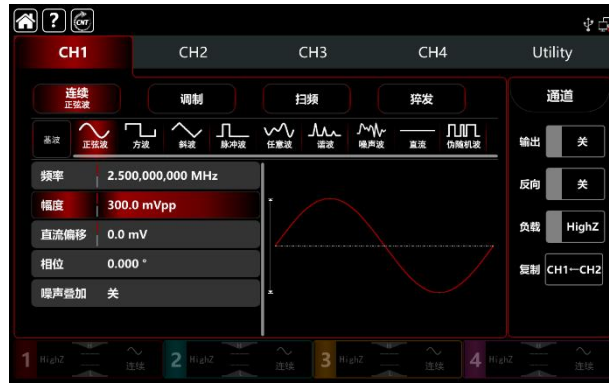 ? CNT
CH1 CH2 CH3 CH4 Utility
连续
正弦波
调制 扫频 猝发 通道
基波 正弦波 方波 斜波 脉冲波 任意波 谐波 噪声波 直流 伪随机波
输出 关
频率 2.500,000,000 MHz
反向 关
幅度 300.0 mVpp
直流偏移 0.0 mV
负载 HighZ
相位 0.000 °
复制 CH1←CH2
噪声叠加 关
1 HighZ 连续 2 HighZ 连续 3 HighZ 连续 4 HighZ 连续